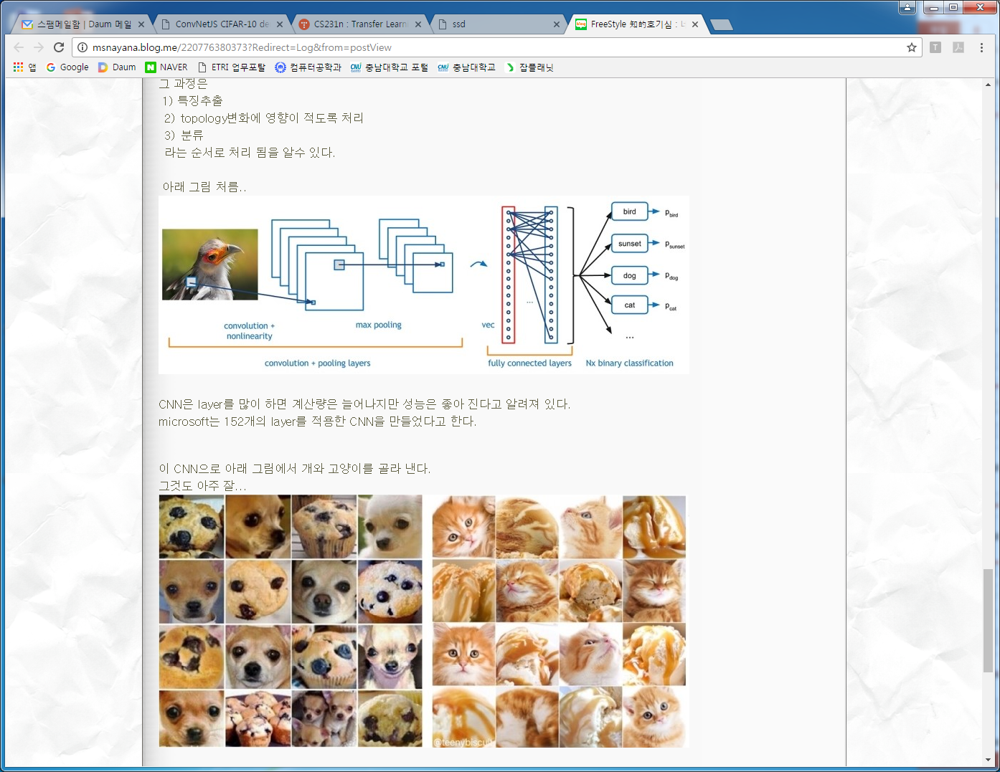 스팸메일함 | Daum 메일
ConvNetJS CIFAR-10 de
CS231n : Transfer Learni
ssd
FreeStyle 知的호기심 : 너
msnayana.blog.me/220776380373?Redirect=Log&from=postView
앱 Google Daum NAVER ETRI 업무포탈 컴퓨터공학과 충남대학교 포털 충남대학교 잡플래닛
그 과정은
1) 특징추출
2) topology변화에 영향이 적도록 처리
3) 분류
라는 순서로 처리 됨을 알수 있다.
아래 그림 처름..
bird
p bird
sunset
p sunset
dog
p dog
cat
p cat
...
...
convolution +
nonlinearity
max pooling
vec
convolution + pooling layers
fully connected layers
Nx binary classification
CNN은 layer를 많이 하면 계산량은 늘어나지만 성능은 좋아 진다고 알려져 있다.
microsoft는 152개의 layer를 적용한 CNN을 만들었다고 한다.
이 CNN으로 아래 그림에서 개와 고양이를 골라 낸다.
그것도 아주 잘...
@teenybiscuit